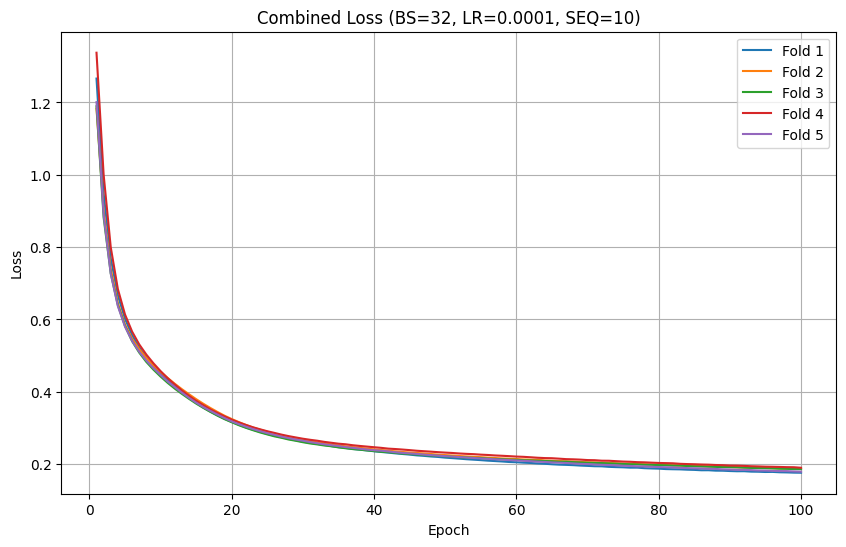 Combined Loss (BS=32, LR=0.0001, SEQ=10)
Fold 1
Fold 2
Fold 3
Fold 4
Fold 5
Loss
1.2
1.0
0.8
0.6
0.4
0.2
0
20
40
60
80
100
Epoch